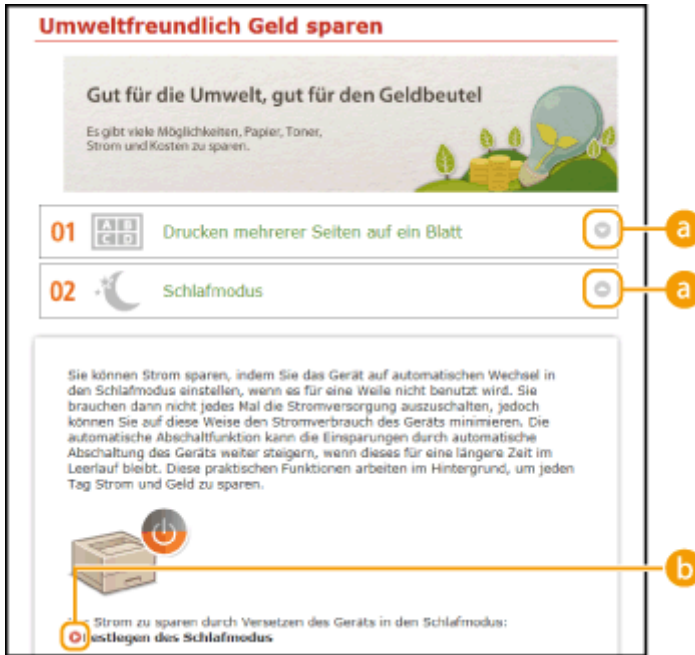 Umweltfreundlich Geld sparen
Gut für die Umwelt, gut für den Geldbeutel
Es gibt viele Möglichkeiten, Papier, Toner,
Strom und Kosten zu sparen.
01 A B C D Drucken mehrerer Seiten auf ein Blatt a
02 Schlafmodus a
Sie können Strom sparen, indem Sie das Gerät auf automatischen Wechsel in
den Schlafmodus einstellen, wenn es für eine Weile nicht benutzt wird. Sie
brauchen dann nicht jedes Mal die Stromversorgung auszuschalten, jedoch
können Sie auf diese Weise den Stromverbrauch des Geräts minimieren. Die
automatische Abschaltfunktion kann die Einsparungen durch automatische
Abschaltung des Geräts weiter steigern, wenn dieses für eine längere Zeit im
Leerlauf bleibt. Diese praktischen Funktionen arbeiten im Hintergrund, um jeden
Tag Strom und Geld zu sparen.
b
Strom zu sparen durch Versetzen des Geräts in den Schlafmodus:
estlegen des Schlafmodus